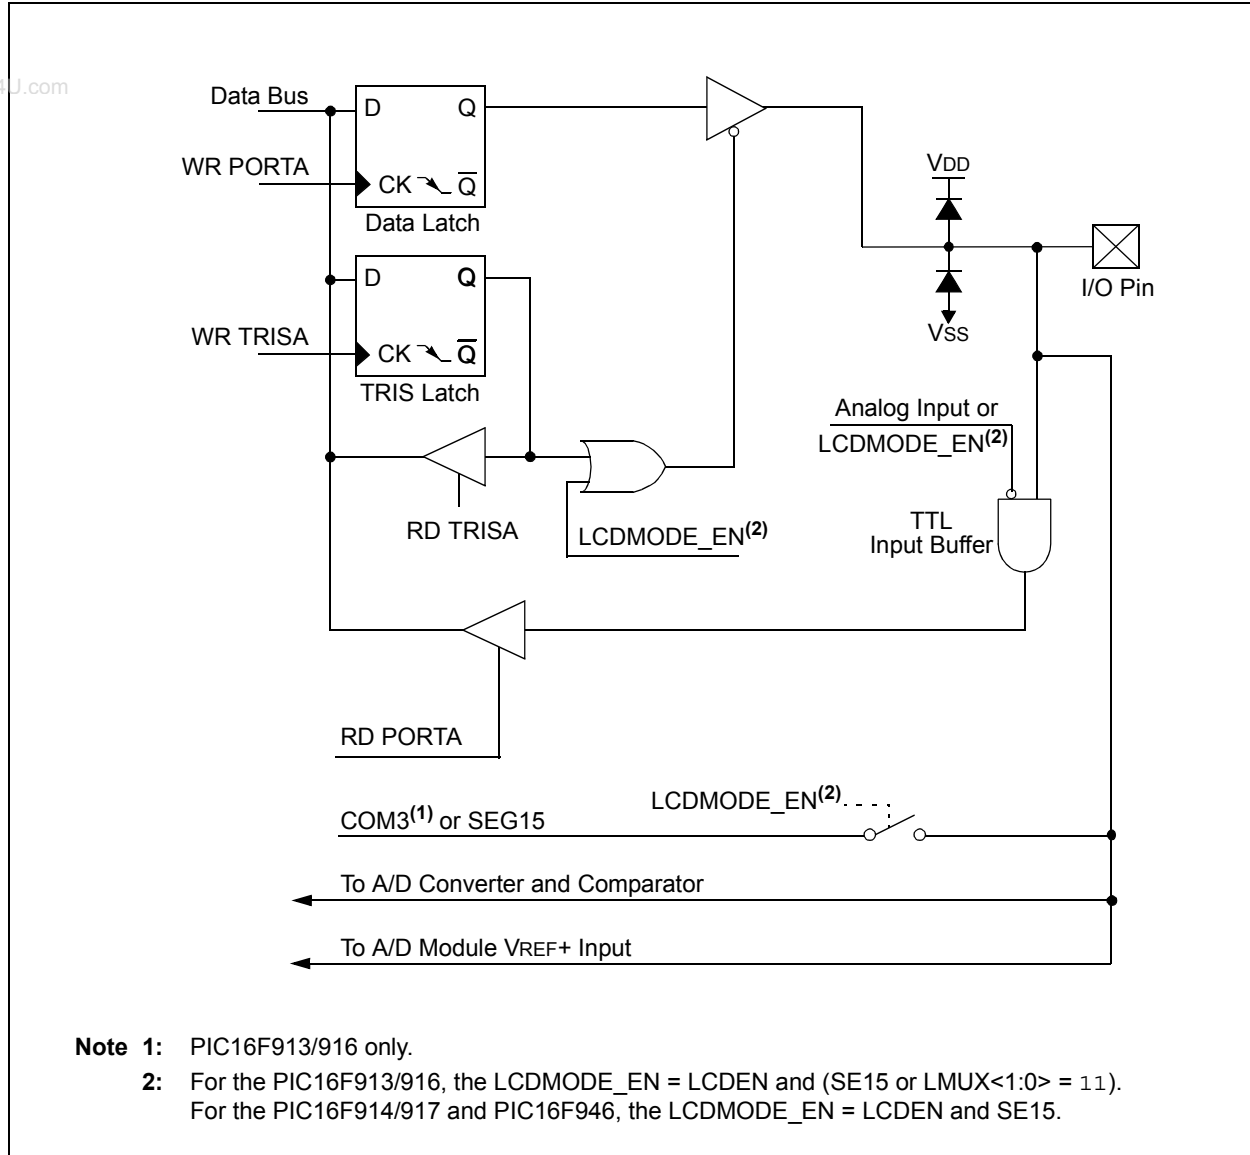 4U.com
Data Bus
D Q
WR PORTA
CK Q
Data Latch
VDD
D Q
I/O Pin
WR TRISA
CK Q
VSS
TRIS Latch
Analog Input or
LCDMODE_EN(2)
RD TRISA
LCDMODE_EN(2)
TTL
Input Buffer
RD PORTA
LCDMODE_EN(2)
COM3(1) or SEG15
To A/D Converter and Comparator
To A/D Module VREF+ Input
Note 1: PIC16F913/916 only.
2: For the PIC16F913/916, the LCDMODE_EN = LCDEN and (SE15 or LMUX<1:0> = 11).
For the PIC16F914/917 and PIC16F946, the LCDMODE_EN = LCDEN and SE15.